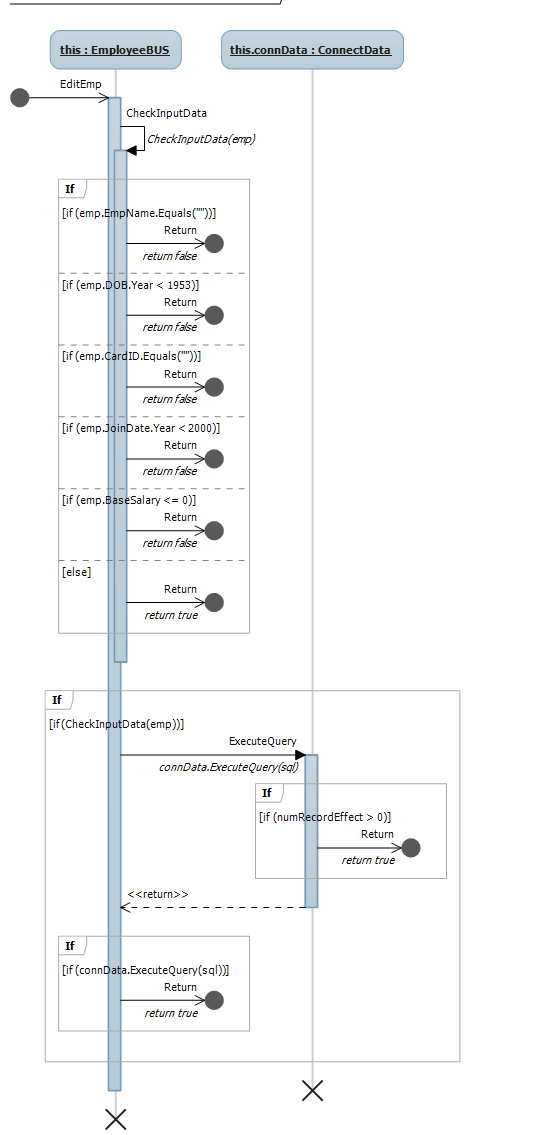 this : EmployeeBUS
this.connData : ConnectData
EditEmp
CheckInputData
CheckInputData(emp)
If
[if (emp.EmpName.Equals(""))]
Return
return false
[if (emp.DOB.Year < 1953)]
Return
return false
[if (emp.CardID.Equals(""))]
Return
return false
[if (emp.JoinDate.Year < 2000)]
Return
return false
[if (emp.BaseSalary <= 0)]
Return
return false
[else]
Return
return true
If
[if(CheckInputData(emp))]
ExecuteQuery
connData.ExecuteQuery(sql)
If
[if (numRecordEffect > 0)]
Return
return true
<<return>>
If
[if (connData.ExecuteQuery(sql))]
Return
return true